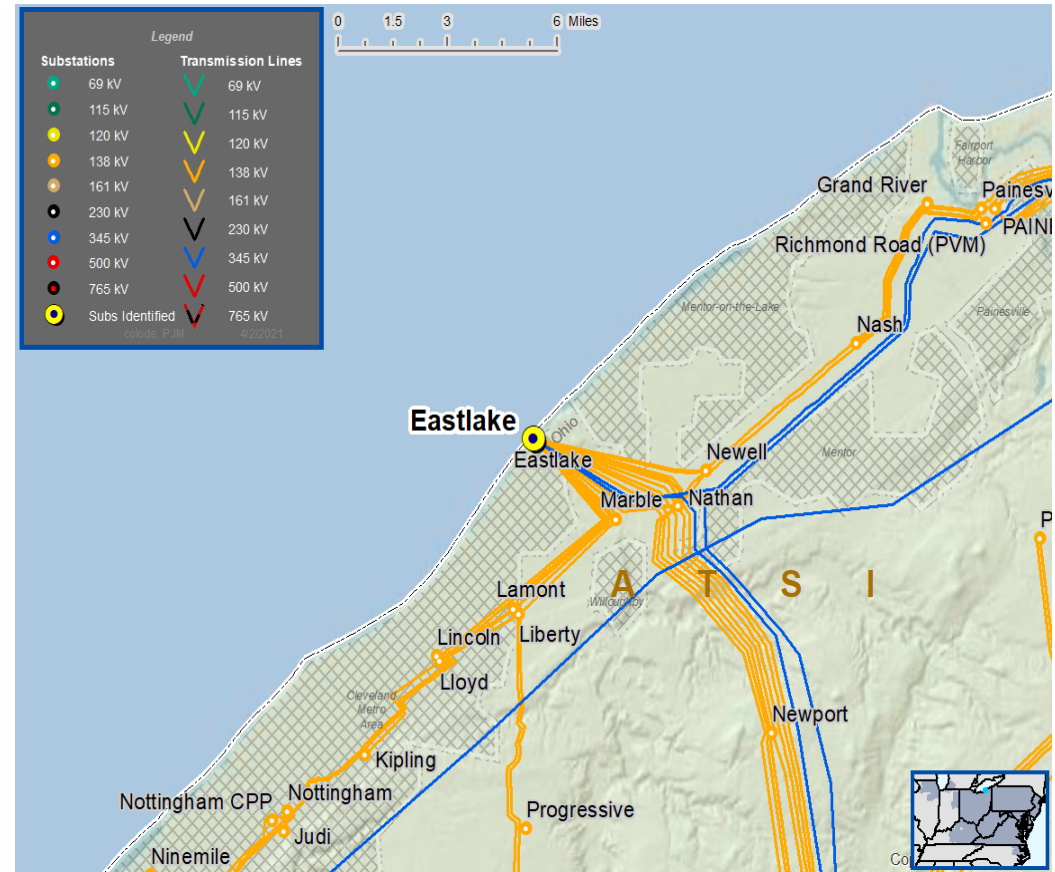 Legend
Substations
Transmission Lines
69 kV
69 kV
115 kV
115 kV
120 kV
120 kV
138 kV
138 kV
161 kV
161 kV
230 kV
230 kV
345 kV
345 kV
500 kV
500 kV
765 kV
765 kV
Subs Identified
colode, PJM
4/2/2021
0 1.5 3 6 Miles
Fairport
Harbor
Grand River
Painesv
PAINE
Richmond Road (PVM)
Mentor-on-the-Lake
Painesville
Nash
Eastlake
Ohio
Eastlake
Newell
Mentor
Marble
Nathan
P
A T S I
Lamont
Willoughby
Liberty
Lincoln
Lloyd
Cleveland
Metro
Area
Newport
Kipling
Nottingham CPP
Nottingham
Progressive
Judi
Ninemile
Co